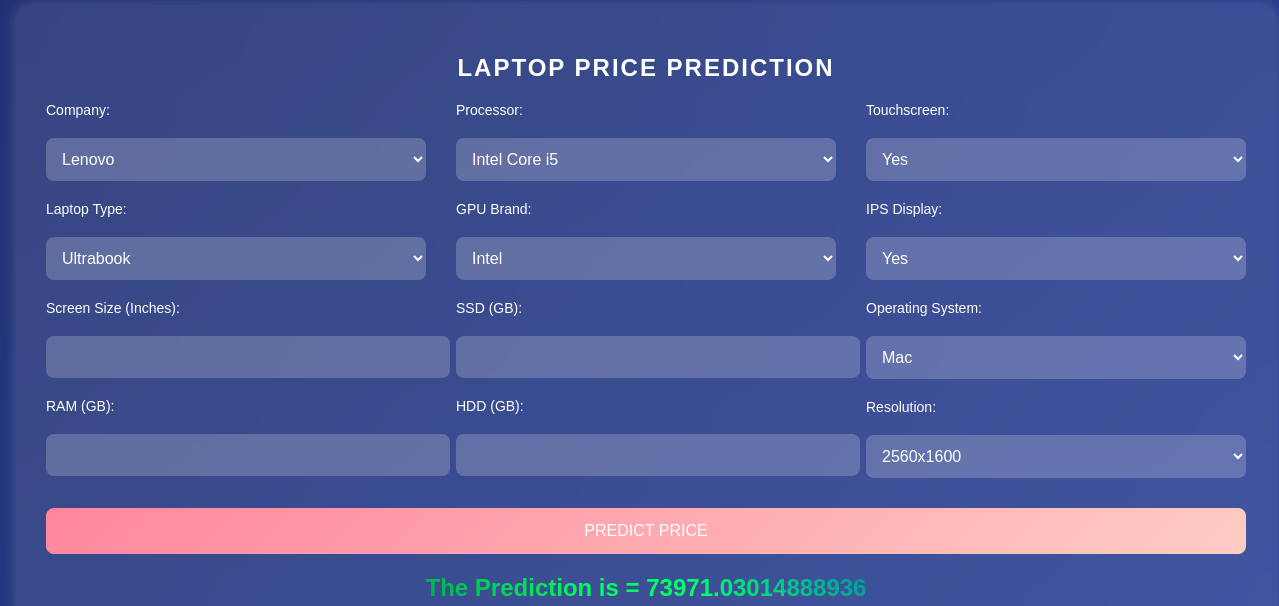 LAPTOP PRICE PREDICTION
Company:
Lenovo
Processor:
Intel Core i5
Touchscreen:
Yes
Laptop Type:
Ultrabook
GPU Brand:
Intel
IPS Display:
Yes
Screen Size (Inches):
SSD (GB):
Operating System:
Mac
RAM (GB):
HDD (GB):
Resolution:
2560x1600
PREDICT PRICE
The Prediction is = 73971.03014888936